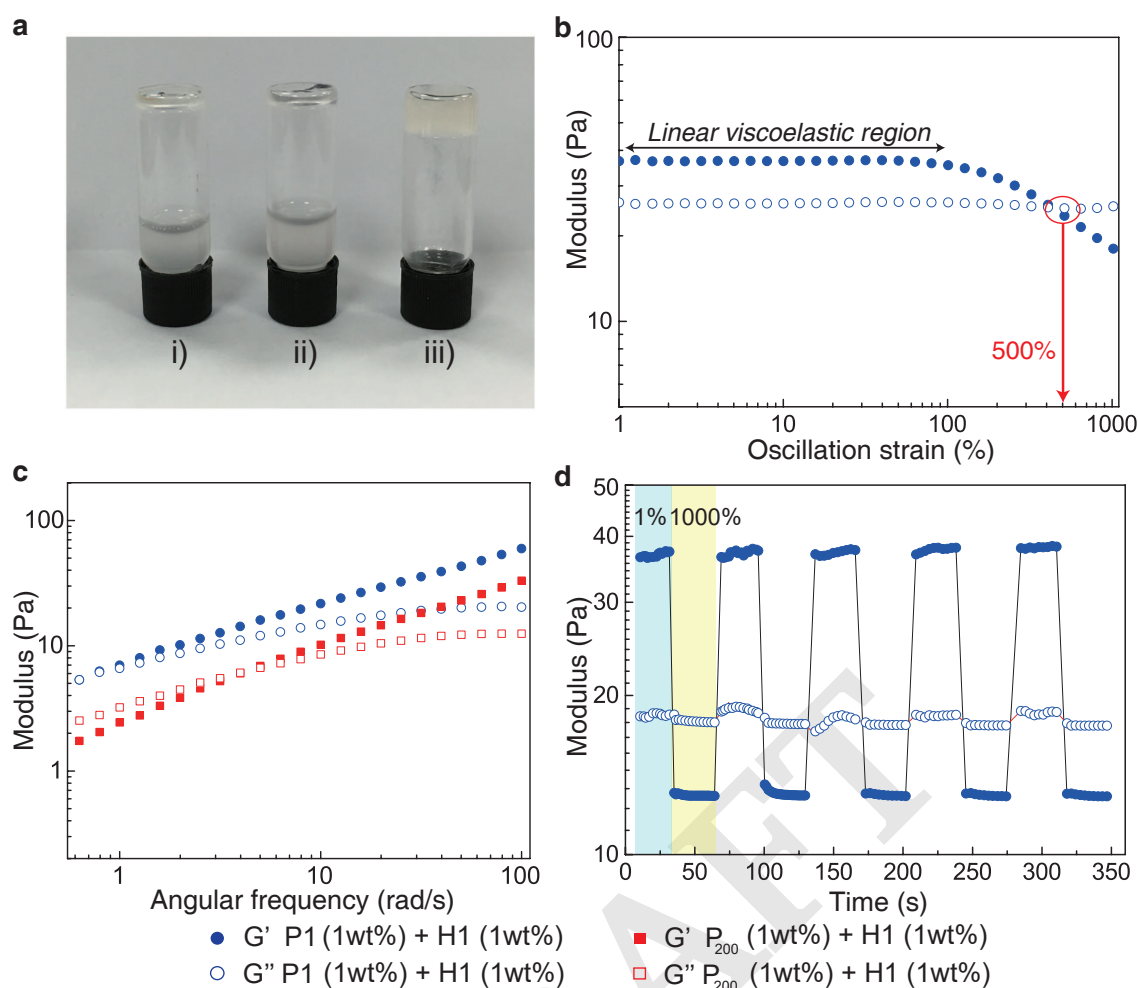 a
i)
ii)
iii)
b
100
10
Modulus (Pa)
Linear viscoelastic region
500%
1
10
100
1000
Oscillation strain (%)
c
100
10
1
Modulus (Pa)
1
10
100
Angular frequency (rad/s)
d
50
40
30
20
10
Modulus (Pa)
1% 1000%
0
50
100
150
200
250
300
350
Time (s)
AFT
G' P1 (1wt%) + H1 (1wt%)
G'' P1 (1wt%) + H1 (1wt%)
G' P200 (1wt%) + H1 (1wt%)
G'' P200 (1wt%) + H1 (1wt%)